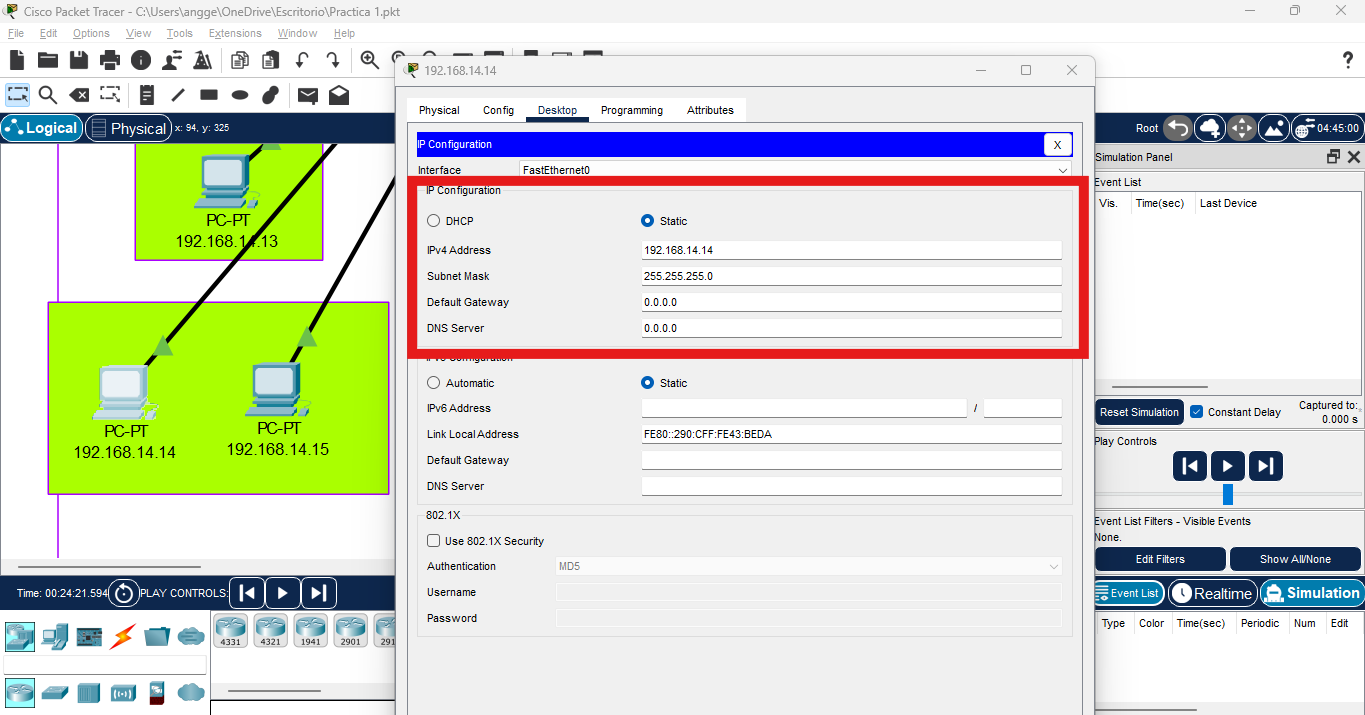 Cisco Packet Tracer - C:\Users\angge\OneDrive\Escritorio\Practica 1.pkt
File Edit Options View Tools Extensions Window Help
192.168.14.14
Physical Config Desktop Programming Attributes
Logical Physical x: 94, y: 325
Root 04:45:00
IP Configuration X
Interface FastEthernet0
IP Configuration
DHCP Static
IPv4 Address 192.168.14.14
Subnet Mask 255.255.255.0
Default Gateway 0.0.0.0
DNS Server 0.0.0.0
Automatic Static
IPv6 Address /
Link Local Address FE80::290:CFF:FE43:BEDA
Default Gateway
DNS Server
802.1X
Use 802.1X Security
Authentication MD5
Username
Password
PC-PT
192.168.14.13
PC-PT
192.168.14.14
PC-PT
192.168.14.15
Simulation Panel
Event List
Vis. Time(sec) Last Device
Reset Simulation Constant Delay Captured to:
0.000 s
Play Controls
Event List Filters - Visible Events
None.
Edit Filters Show All/None
Event List Realtime Simulation
Time: 00:24:21.594 PLAY CONTROLS:
4331 4321 1941 2901
Type Color Time(sec) Periodic Num Edit